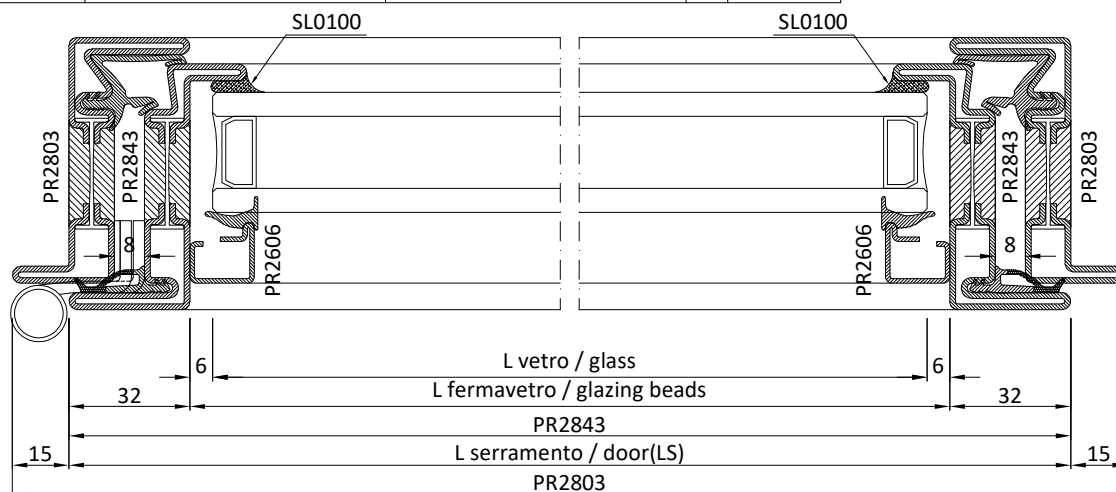 SL0100 SL0100
PR2803 PR2843 PR2843 PR2803
8 PR2606 PR2606 8
6 L vetro / glass 6
32 L fermavetro / glazing beads 32
PR2843
15 L serramento / door(LS) 15
PR2803